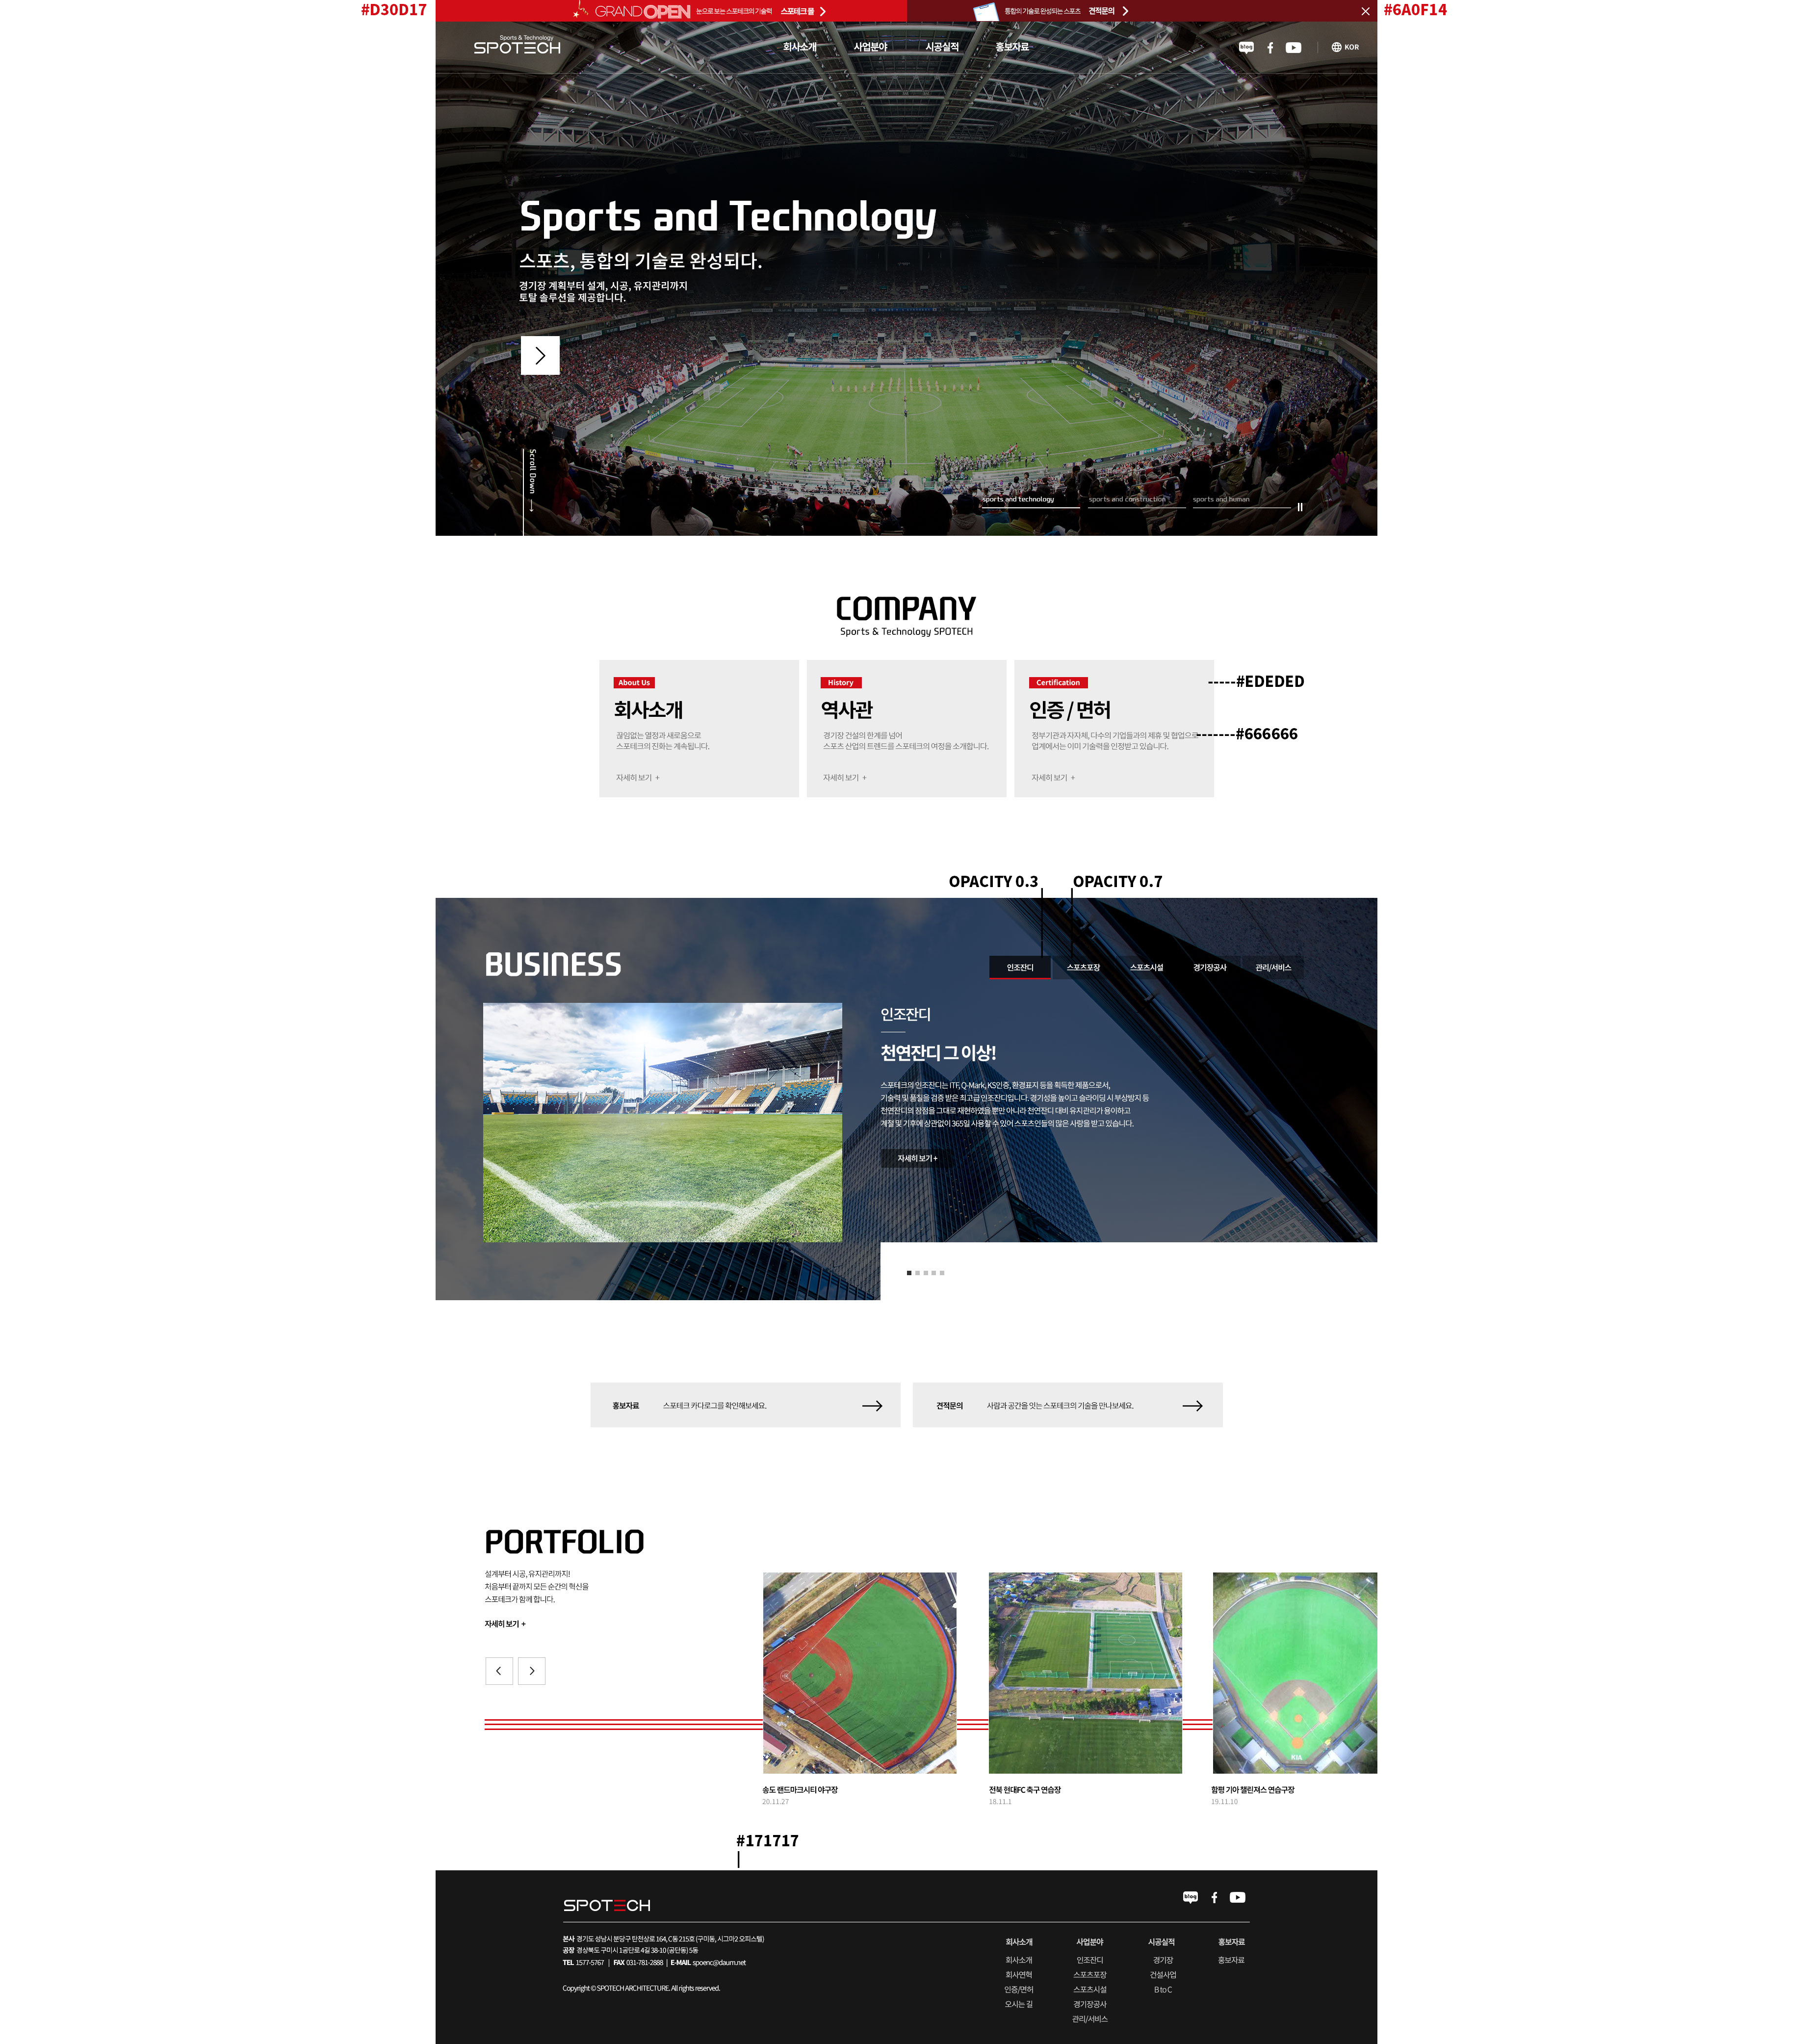 #D30D17
GRAND OPEN 눈으로 보는 스포테크의 기술력 스포테크 몰
통합의 기술로 완성되는 스포츠 견적문의
#6A0F14
Sports & Technology
SPOTECH
회사소개 사업분야 시공실적 홍보자료
blog KOR
Sports and Technology
스포츠, 통합의 기술로 완성되다.
경기장 계획부터 설계, 시공, 유지관리까지
토탈 솔루션을 제공합니다.
Scroll Down
sports and technology sports and construction sports and human
COMPANY
Sports & Technology SPOTECH
About Us
회사소개
끊임없는 열정과 새로움으로
스포테크의 진화는 계속됩니다.
자세히 보기 +
History
역사관
경기장 건설의 한계를 넘어
스포츠 산업의 트렌드를 스포테크의 여정을 소개합니다.
자세히 보기 +
Certification
인증 / 면허
정부기관과 지자체, 다수의 기업들과의 제휴 및 협업으로
업계에서는 이미 기술력을 인정받고 있습니다.
자세히 보기 +
-----#EDEDED
-------#666666
OPACITY 0.3 OPACITY 0.7
BUSINESS
인조잔디 스포츠포장 스포츠시설 경기장공사 관리/서비스
인조잔디
천연잔디 그 이상!
스포테크의 인조잔디는 ITF, Q-Mark, KS인증, 환경표지 등을 획득한 제품으로서,
기술력 및 품질을 검증 받은 최고급 인조잔디입니다. 경기성을 높이고 슬라이딩 시 부상방지 등
천연잔디의 장점을 그대로 재현하였을 뿐만 아니라 천연잔디 대비 유지관리가 용이하고
계절 및 기후에 상관없이 365일 사용할 수 있어 스포츠인들의 많은 사랑을 받고 있습니다.
자세히 보기 +
홍보자료 스포테크 카다로그를 확인해보세요.
견적문의 사람과 공간을 잇는 스포테크의 기술을 만나보세요.
PORTFOLIO
설계부터 시공, 유지관리까지!
처음부터 끝까지 모든 순간의 혁신을
스포테크가 함께 합니다.
자세히 보기 +
KIA
송도 랜드마크시티 야구장
20.11.27
전북 현대FC 축구 연습장
18.11.1
함평 기아 챌린져스 연습구장
19.11.10
#171717
SPOTECH
blog
본사 경기도 성남시 분당구 탄천상로 164, C동 215호 (구미동, 시그마2 오피스텔)
공장 경상북도 구미시 1공단로 4길 38-10 (공단동) 5동
TEL 1577-5767 | FAX 031-781-2888 | E-MAIL spoenc@daum.net
Copyright © SPOTECH ARCHITECTURE. All rights reserved.
회사소개 사업분야 시공실적 홍보자료
회사소개 인조잔디 경기장 홍보자료
회사연혁 스포츠포장 건설사업
인증/면허 스포츠시설 B to C
오시는 길 경기장공사
관리/서비스